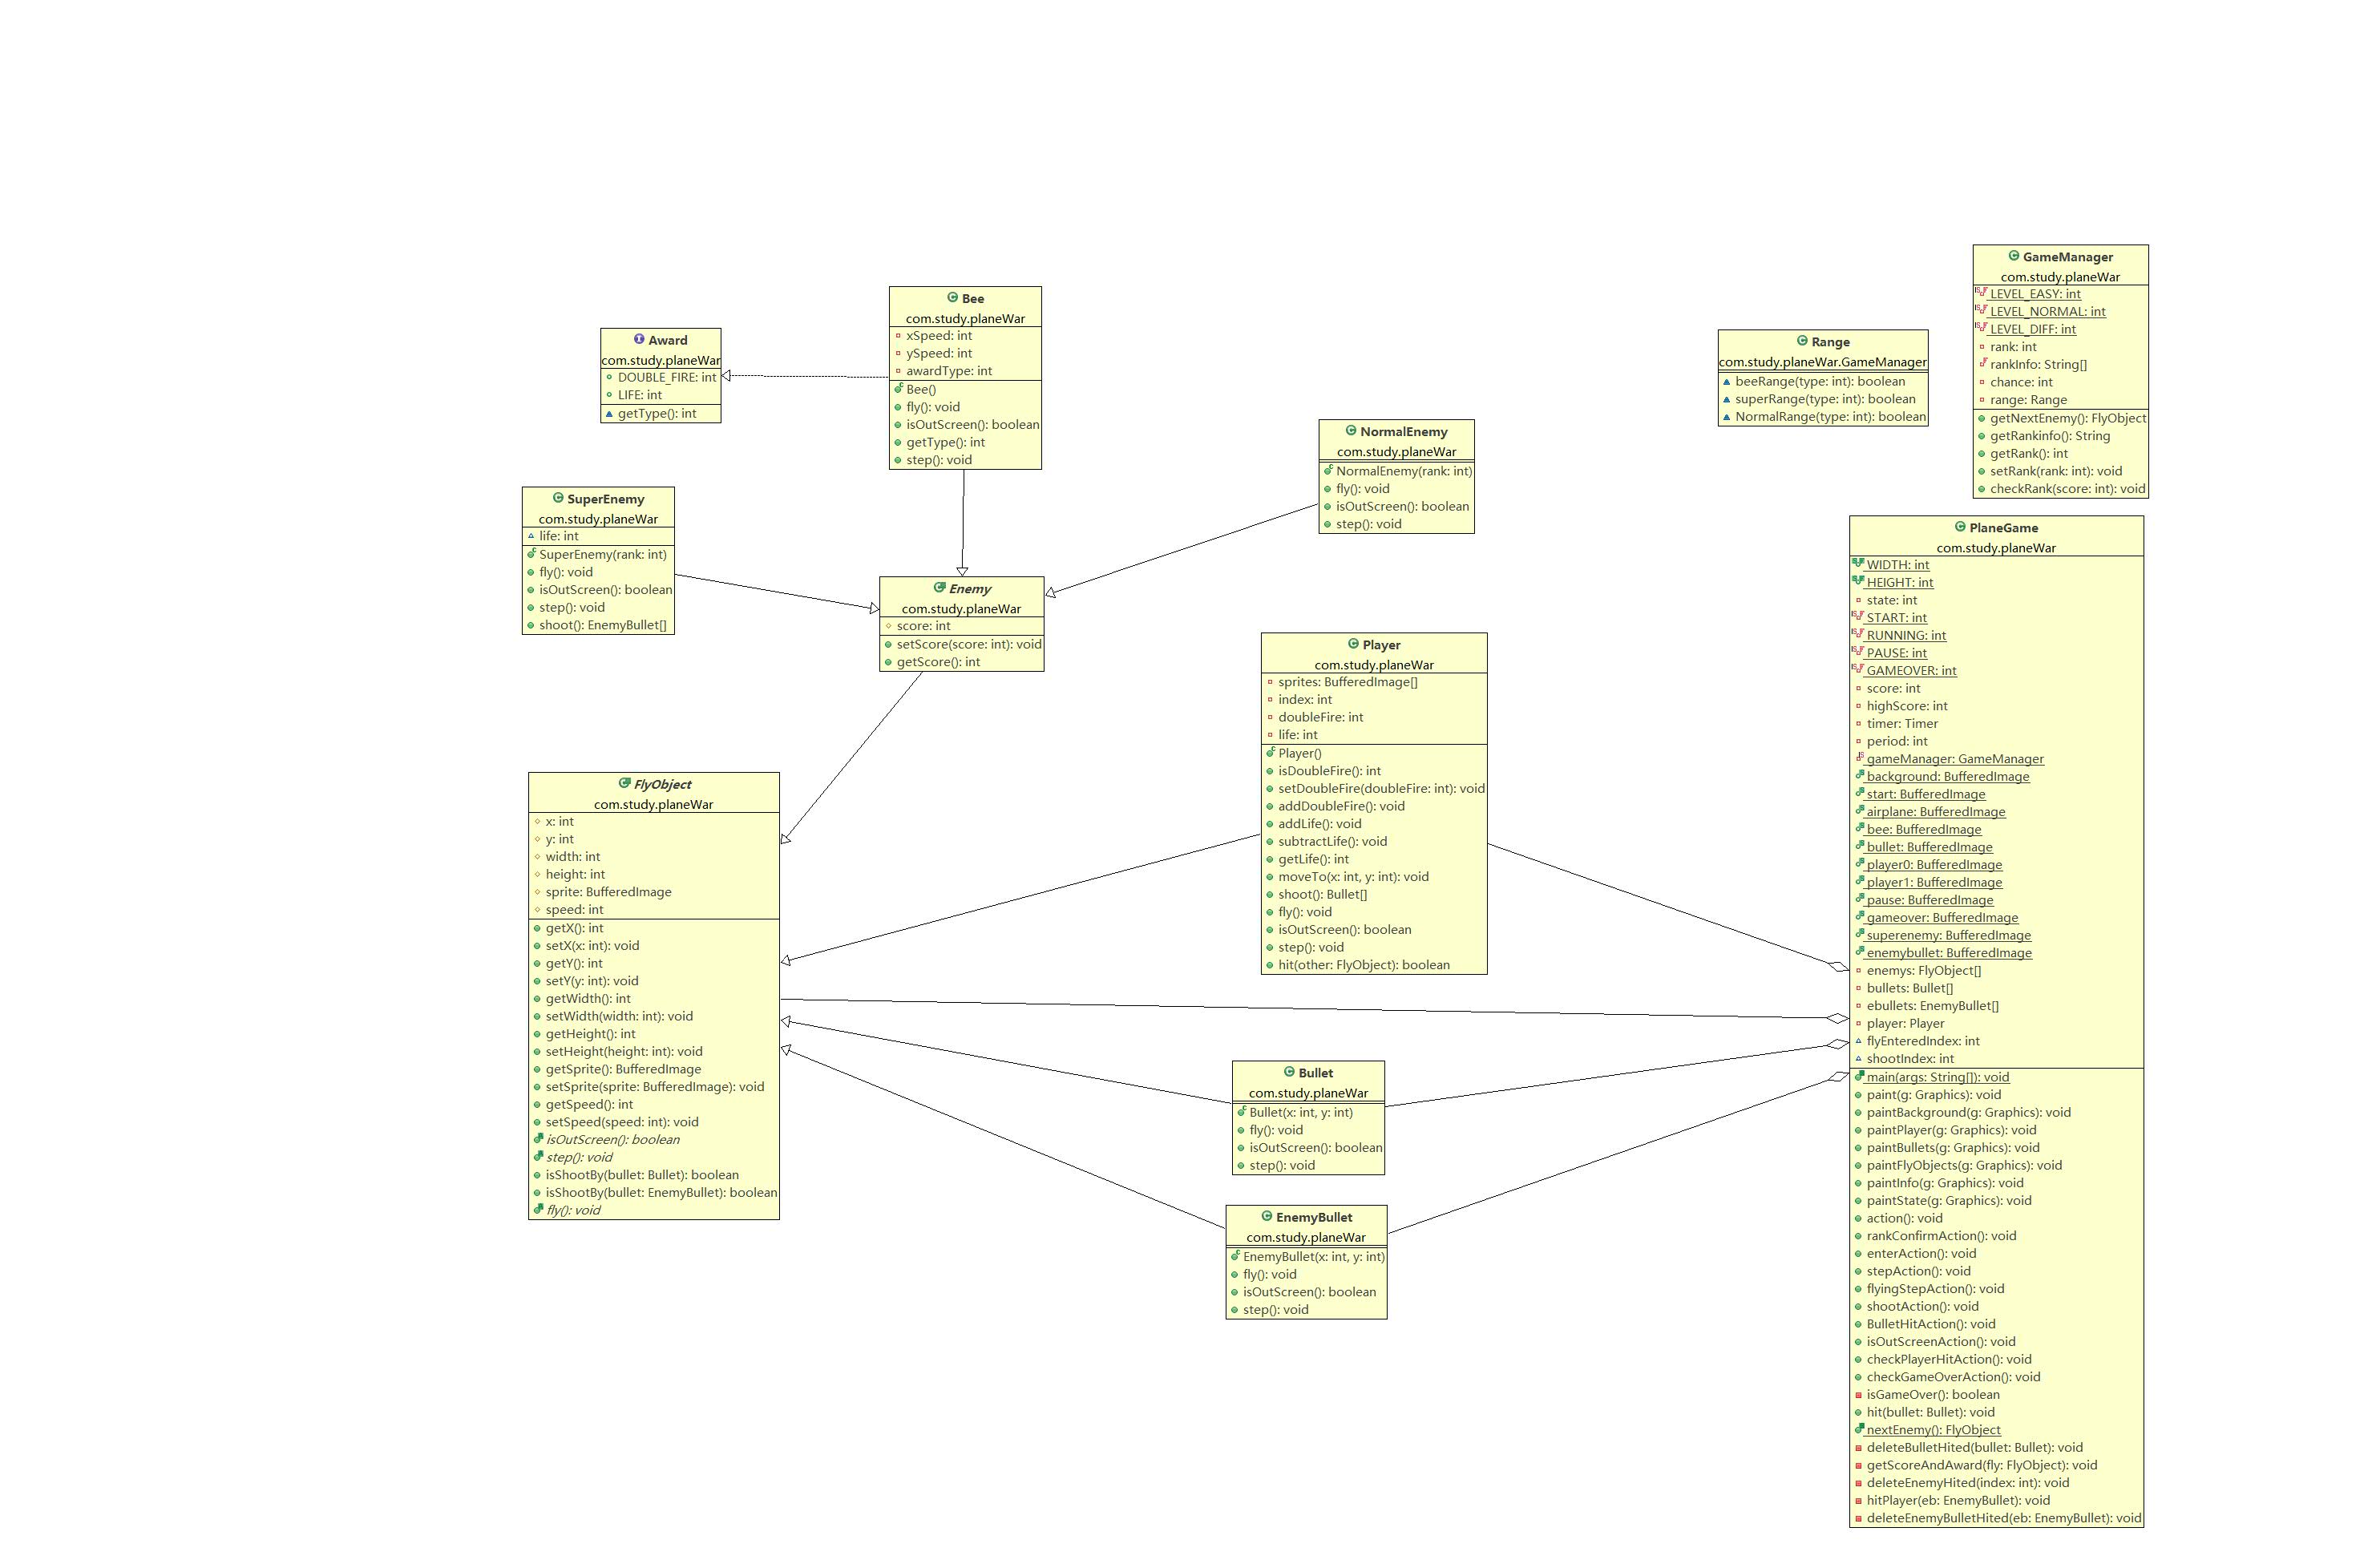 Award
com.study.planeWar
DOUBLE_FIRE: int
LIFE: int
getType(): int
Bee
com.study.planeWar
xSpeed: int
ySpeed: int
awardType: int
Bee()
fly(): void
isOutScreen(): boolean
getType(): int
step(): void
NormalEnemy
com.study.planeWar
NormalEnemy(rank: int)
fly(): void
isOutScreen(): boolean
step(): void
Range
com.study.planeWar.GameManager
beeRange(type: int): boolean
superRange(type: int): boolean
NormalRange(type: int): boolean
GameManager
com.study.planeWar
LEVEL_EASY: int
LEVEL_NORMAL: int
LEVEL_DIFF: int
rank: int
rankInfo: String[]
chance: int
range: Range
getNextEnemy(): FlyObject
getRankinfo(): String
getRank(): int
setRank(rank: int): void
checkRank(score: int): void
SuperEnemy
com.study.planeWar
life: int
SuperEnemy(rank: int)
fly(): void
isOutScreen(): boolean
step(): void
shoot(): EnemyBullet[]
Enemy
com.study.planeWar
score: int
setScore(score: int): void
getScore(): int
FlyObject
com.study.planeWar
x: int
y: int
width: int
height: int
sprite: BufferedImage
speed: int
getX(): int
setX(x: int): void
getY(): int
setY(y: int): void
getWidth(): int
setWidth(width: int): void
getHeight(): int
setHeight(height: int): void
getSprite(): BufferedImage
setSprite(sprite: BufferedImage): void
getSpeed(): int
setSpeed(speed: int): void
isOutScreen(): boolean
step(): void
isShootBy(bullet: Bullet): boolean
isShootBy(bullet: EnemyBullet): boolean
fly(): void
Player
com.study.planeWar
sprites: BufferedImage[]
index: int
doubleFire: int
life: int
Player()
isDoubleFire(): int
setDoubleFire(doubleFire: int): void
addDoubleFire(): void
addLife(): void
subtractLife(): void
getLife(): int
moveTo(x: int, y: int): void
shoot(): Bullet[]
fly(): void
isOutScreen(): boolean
step(): void
hit(other: FlyObject): boolean
Bullet
com.study.planeWar
Bullet(x: int, y: int)
fly(): void
isOutScreen(): boolean
step(): void
EnemyBullet
com.study.planeWar
EnemyBullet(x: int, y: int)
fly(): void
isOutScreen(): boolean
step(): void
PlaneGame
com.study.planeWar
WIDTH: int
HEIGHT: int
state: int
START: int
RUNNING: int
PAUSE: int
GAMEOVER: int
score: int
highScore: int
timer: Timer
period: int
gameManager: GameManager
background: BufferedImage
start: BufferedImage
airplane: BufferedImage
bee: BufferedImage
bullet: BufferedImage
player0: BufferedImage
player1: BufferedImage
pause: BufferedImage
gameover: BufferedImage
superenemy: BufferedImage
enemybullet: BufferedImage
enemys: FlyObject[]
bullets: Bullet[]
ebullets: EnemyBullet[]
player: Player
flyEnteredIndex: int
shootIndex: int
main(args: String[]): void
paint(g: Graphics): void
paintBackground(g: Graphics): void
paintPlayer(g: Graphics): void
paintBullets(g: Graphics): void
paintFlyObjects(g: Graphics): void
paintInfo(g: Graphics): void
paintState(g: Graphics): void
action(): void
rankConfirmAction(): void
enterAction(): void
stepAction(): void
flyingStepAction(): void
shootAction(): void
BulletHitAction(): void
isOutScreenAction(): void
checkPlayerHitAction(): void
checkGameOverAction(): void
isGameOver(): boolean
hit(bullet: Bullet): void
nextEnemy(): FlyObject
deleteBulletHited(bullet: Bullet): void
getScoreAndAward(fly: FlyObject): void
deleteEnemyHited(index: int): void
hitPlayer(eb: EnemyBullet): void
deleteEnemyBulletHited(eb: EnemyBullet): void